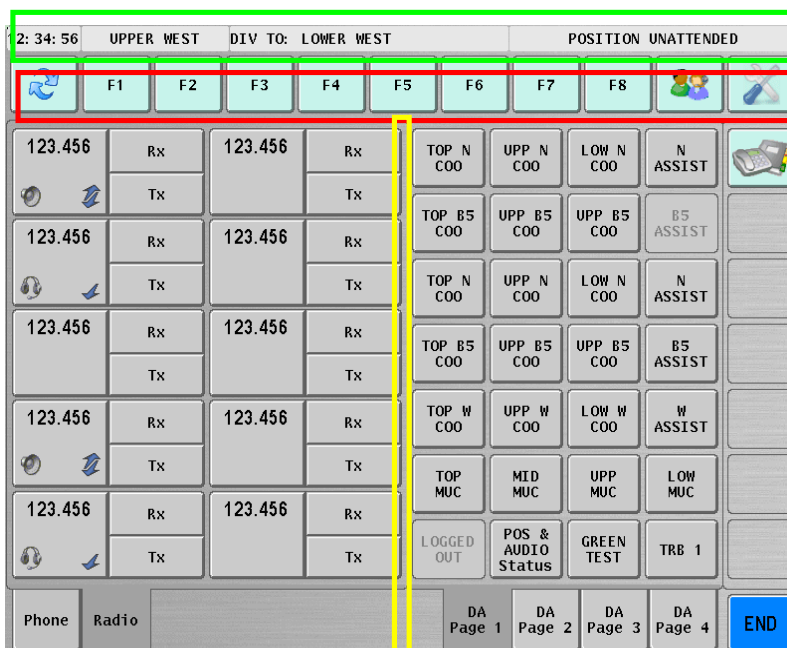 12: 34: 56 UPPER WEST DIV TO: LOWER WEST POSITION UNATTENDED
F1 F2 F3 F4 F5 F6 F7 F8
123.456 Rx 123.456 Rx
Tx Tx
123.456 Rx 123.456 Rx
Tx Tx
123.456 Rx 123.456 Rx
Tx Tx
123.456 Rx 123.456 Rx
Tx Tx
123.456 Rx 123.456 Rx
Tx Tx
TOP N UPP N LOW N N
COO COO COO ASSIST
TOP B5 UPP B5 UPP B5 B5
COO COO COO ASSIST
TOP N UPP N LOW N N
COO COO COO ASSIST
TOP B5 UPP B5 UPP B5 B5
COO COO COO ASSIST
TOP W UPP W LOW W W
COO COO COO ASSIST
TOP MID UPP LOW
MUC MUC MUC MUC
LOGGED POS & GREEN TRB 1
OUT AUDIO TEST
Status
Phone Radio
DA DA DA DA
Page 1 Page 2 Page 3 Page 4
END